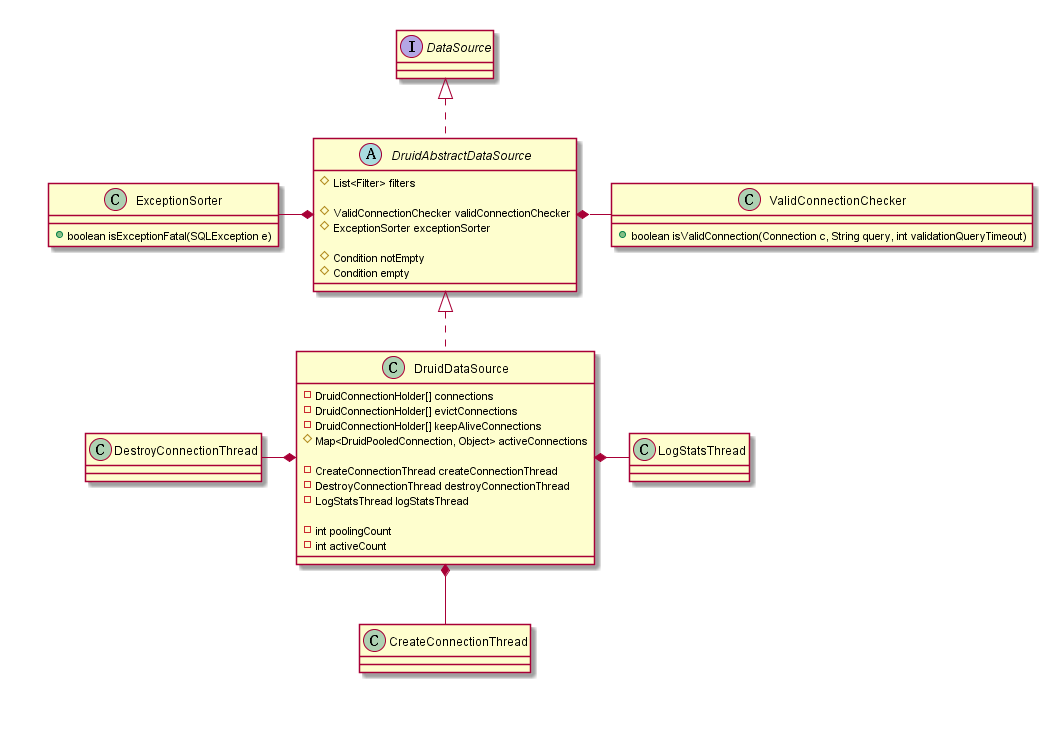 I DataSource
A DruidAbstractDataSource
List<Filter> filters
ValidConnectionChecker validConnectionChecker
ExceptionSorter exceptionSorter
Condition notEmpty
Condition empty
C ExceptionSorter
boolean isExceptionFatal(SQLException e)
C ValidConnectionChecker
boolean isValidConnection(Connection c, String query, int validationQueryTimeout)
C DruidDataSource
DruidConnectionHolder[] connections
DruidConnectionHolder[] evictConnections
DruidConnectionHolder[] keepAliveConnections
Map<DruidPooledConnection, Object> activeConnections
CreateConnectionThread createConnectionThread
DestroyConnectionThread destroyConnectionThread
LogStatsThread logStatsThread
int poolingCount
int activeCount
C DestroyConnectionThread
C LogStatsThread
C CreateConnectionThread